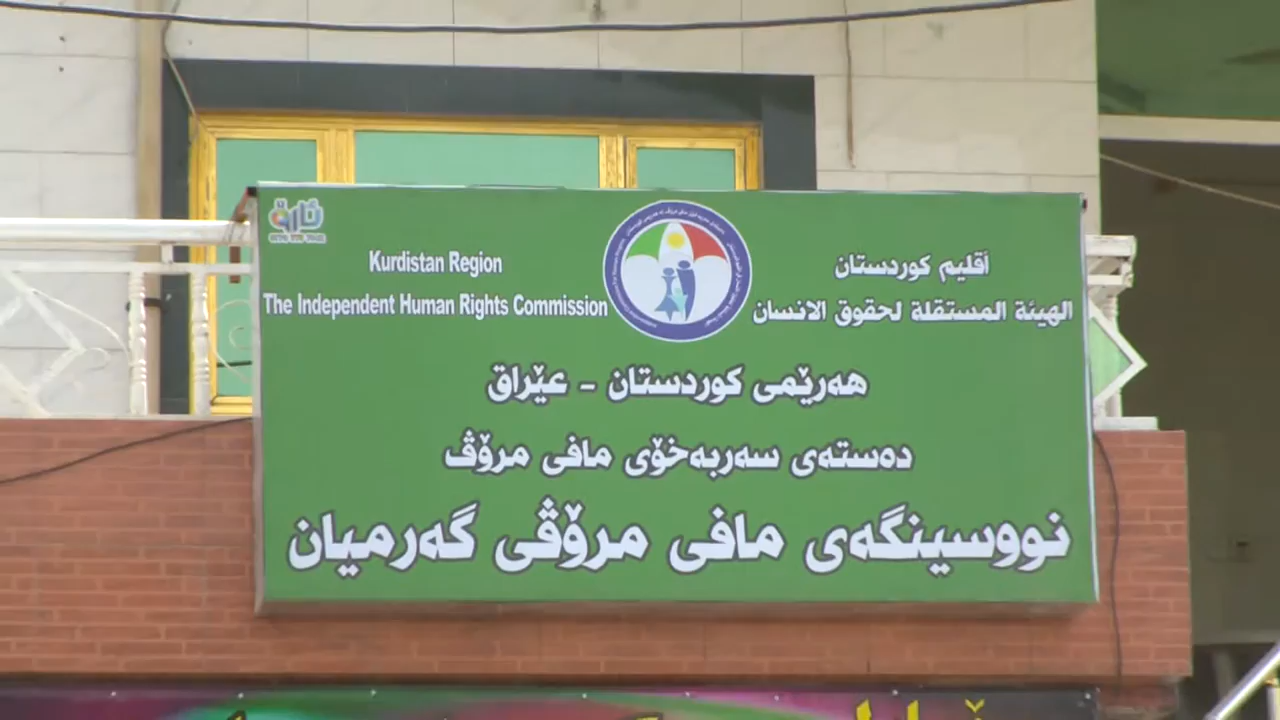 Kurdistan Region
The Independent Human Rights Commission
أقليم كوردستان
الهيئة المستقلة لحقوق الانسان
هەرێمی کوردستان - عێراق
دەستەی سەربەخۆی مافی مرۆڤ
نووسینگەی مافی مرۆڤی گەرمیان